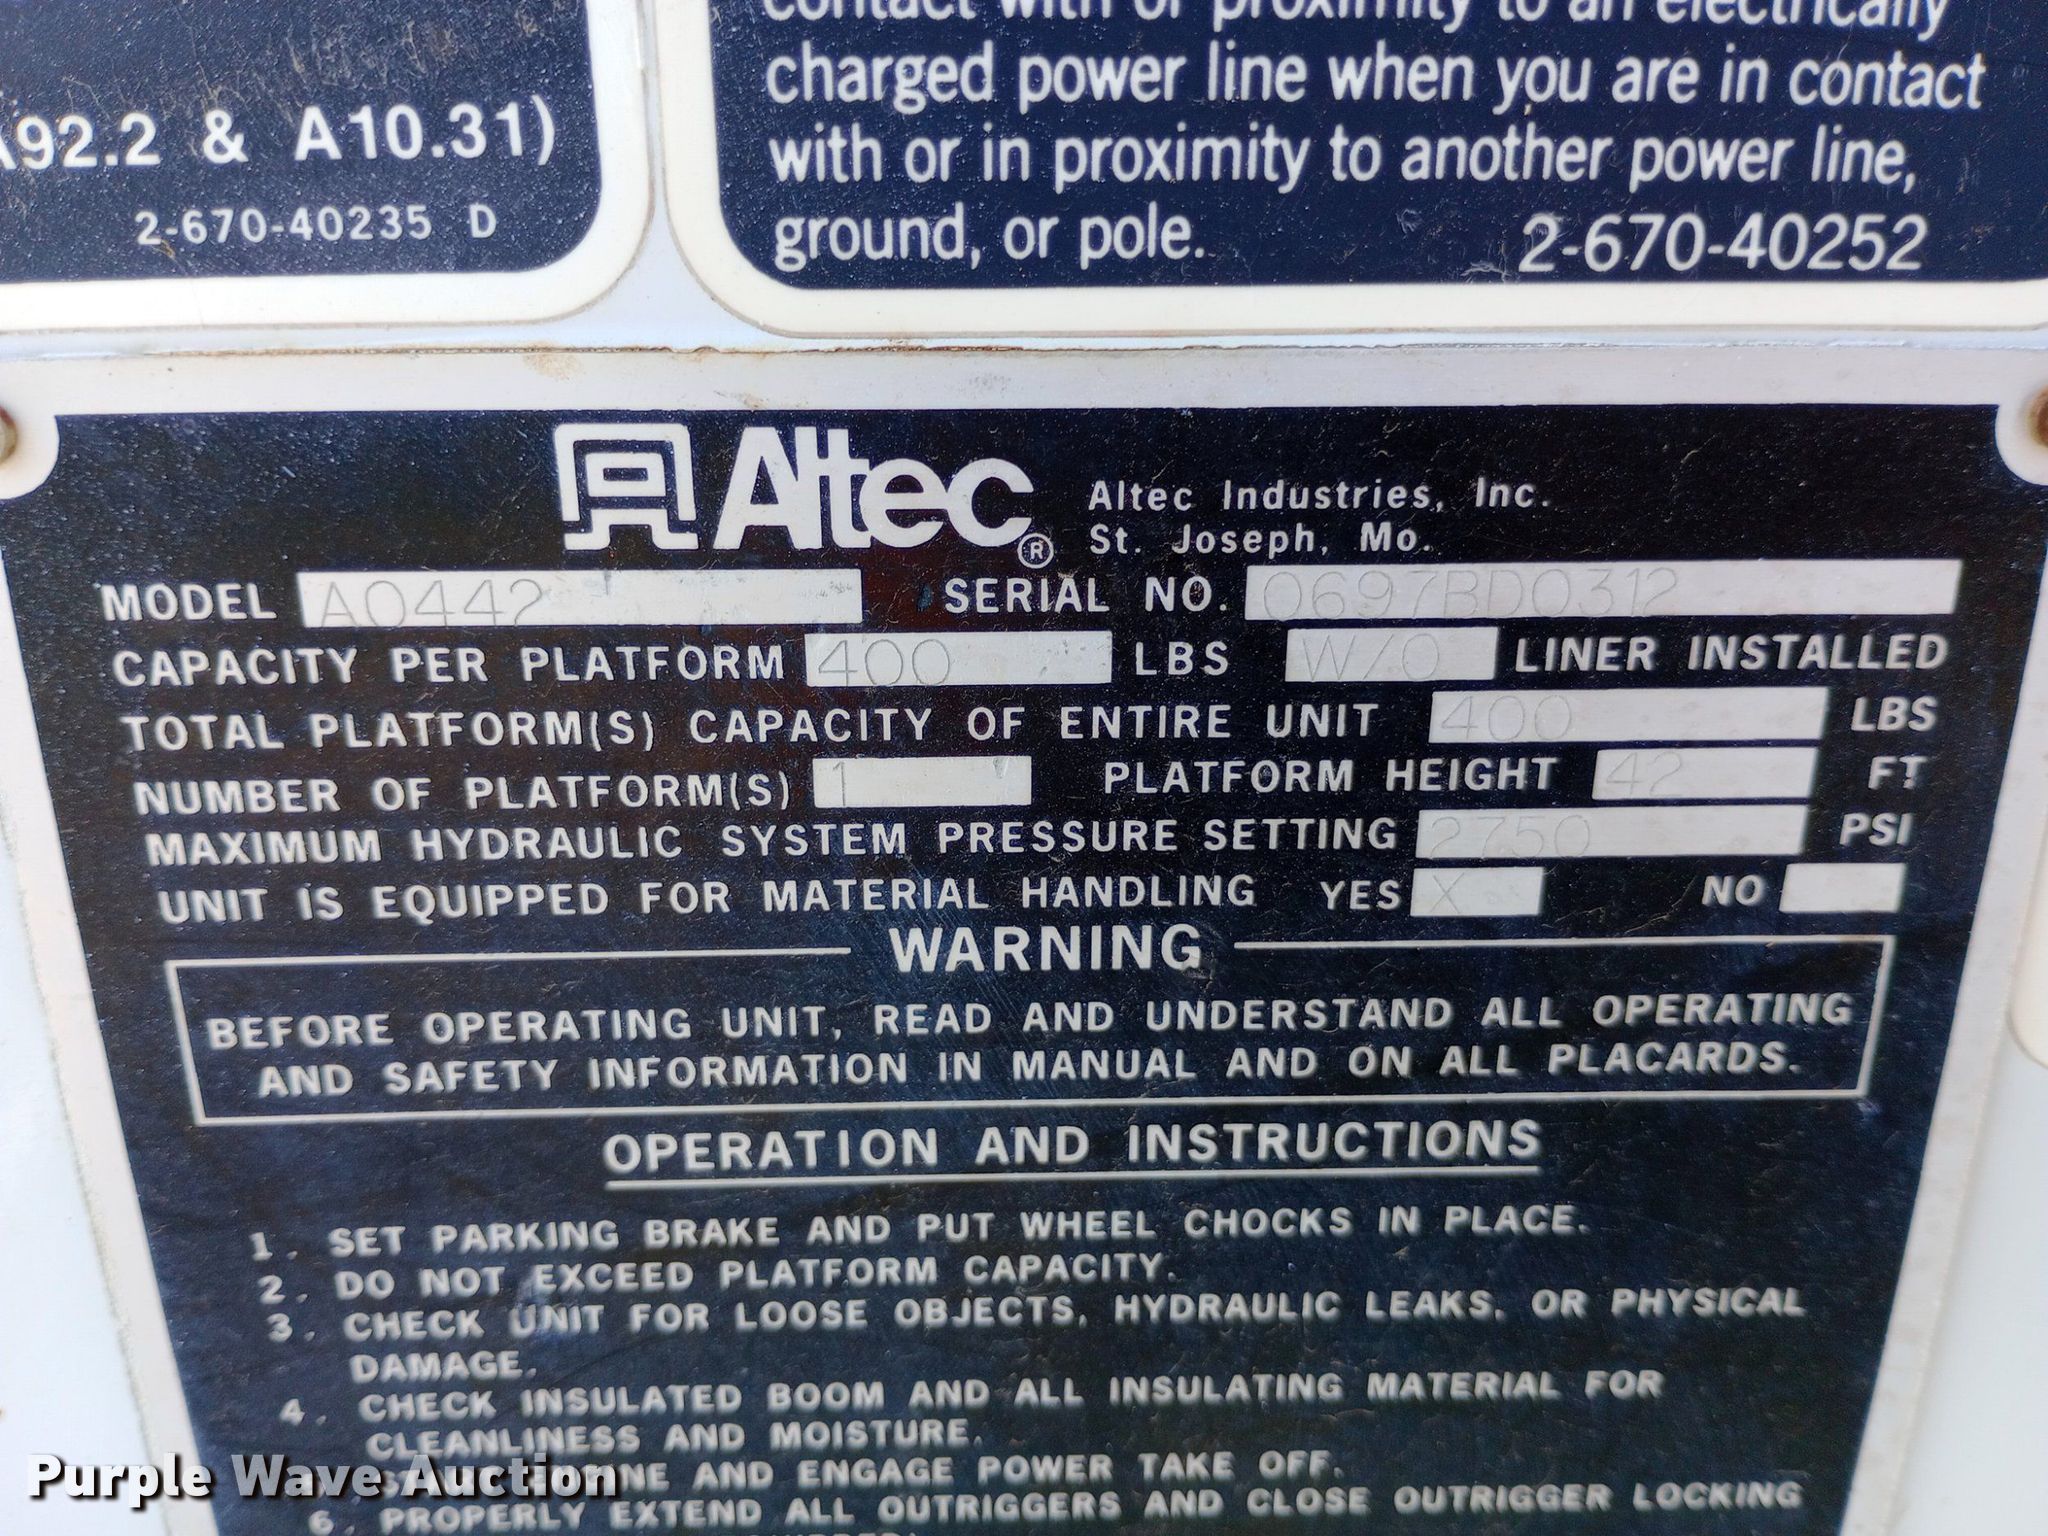 A92.2 & A10.31)
2-670-40235 D
contact with or proximity to an electrically
charged power line when you are in contact
with or in proximity to another power line,
ground, or pole.
2-670-40252
Altec® Altec Industries, Inc.
St. Joseph, Mo.
MODEL A0442 SERIAL NO. 0697BD0312
CAPACITY PER PLATFORM 400 LBS W/O LINER INSTALLED
TOTAL PLATFORM(S) CAPACITY OF ENTIRE UNIT 400 LBS
NUMBER OF PLATFORM(S) 1 PLATFORM HEIGHT 42 FT
MAXIMUM HYDRAULIC SYSTEM PRESSURE SETTING 2750 PSI
UNIT IS EQUIPPED FOR MATERIAL HANDLING YES X NO
WARNING
BEFORE OPERATING UNIT, READ AND UNDERSTAND ALL OPERATING
AND SAFETY INFORMATION IN MANUAL AND ON ALL PLACARDS.
OPERATION AND INSTRUCTIONS
1. SET PARKING BRAKE AND PUT WHEEL CHOCKS IN PLACE.
2. DO NOT EXCEED PLATFORM CAPACITY.
3. CHECK UNIT FOR LOOSE OBJECTS, HYDRAULIC LEAKS, OR PHYSICAL
DAMAGE.
4. CHECK INSULATED BOOM AND ALL INSULATING MATERIAL FOR
CLEANLINESS AND MOISTURE.
AND ENGAGE POWER TAKE OFF.
6. PROPERLY EXTEND ALL OUTRIGGERS AND CLOSE OUTRIGGER LOCKING
Purple Wave Auction